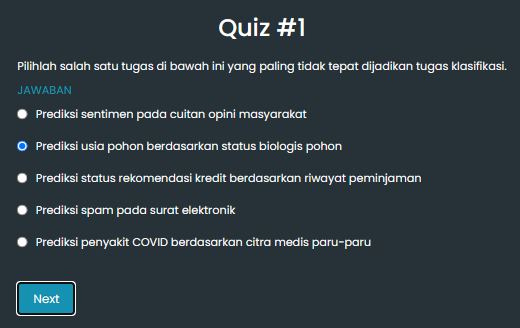 Quiz #1
Pilihlah salah satu tugas di bawah ini yang paling tidak tepat dijadikan tugas klasifikasi.
JAWABAN
Prediksi sentimen pada cuitan opini masyarakat
Prediksi usia pohon berdasarkan status biologis pohon
Prediksi status rekomendasi kredit berdasarkan riwayat peminjaman
Prediksi spam pada surat elektronik
Prediksi penyakit COVID berdasarkan citra medis paru-paru
Next